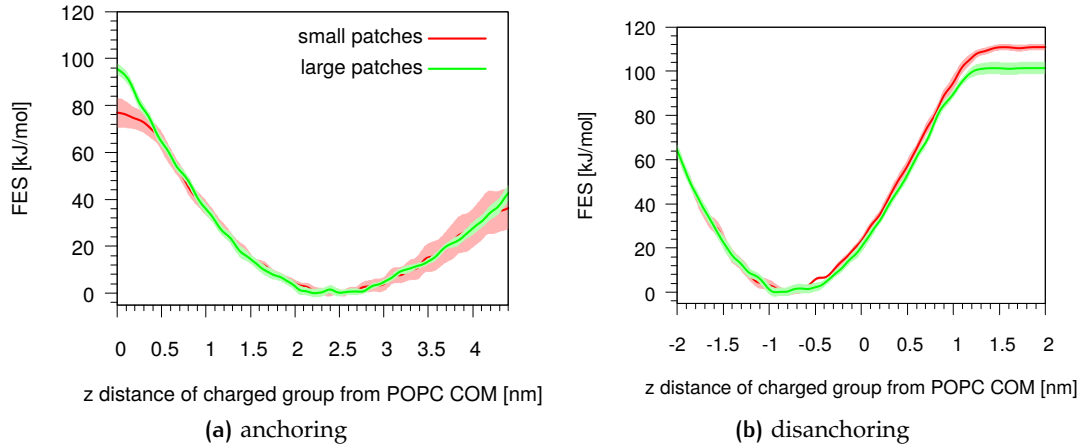 120
100
80
60
40
20
0
FES [kJ/mol]
small patches
large patches
0 0.5 1 1.5 2 2.5 3 3.5 4
z distance of charged group from POPC COM [nm]
(a) anchoring
120
100
80
60
40
20
0
FES [kJ/mol]
-2 -1.5 -1 -0.5 0 0.5 1 1.5 2
z distance of charged group from POPC COM [nm]
(b) disanchoring